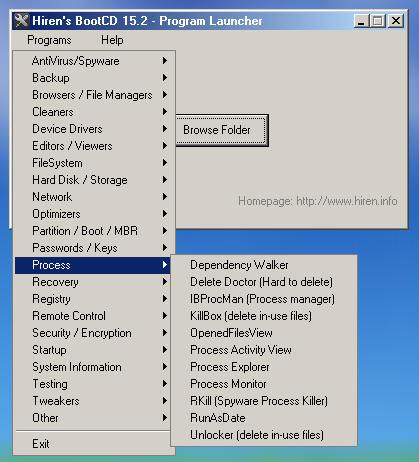 Hiren's BootCD 15.2 - Program Launcher
Programs Help
AntiVirus/Spyware
Backup
Browsers / File Managers
Cleaners
Device Drivers
Editors / Viewers
FileSystem
Hard Disk / Storage
Network
Optimizers
Partition / Boot / MBR
Passwords / Keys
Process
Recovery
Registry
Remote Control
Security / Encryption
Startup
System Information
Testing
Tweakers
Other
Exit
Browse Folder
Homepage: http://www.hiren.info
Dependency Walker
Delete Doctor (Hard to delete)
IBProcMan (Process manager)
KillBox (delete in-use files)
OpenedFilesView
Process Activity View
Process Explorer
Process Monitor
RKill (Spyware Process Killer)
RunAsDate
Unlocker (delete in-use files)